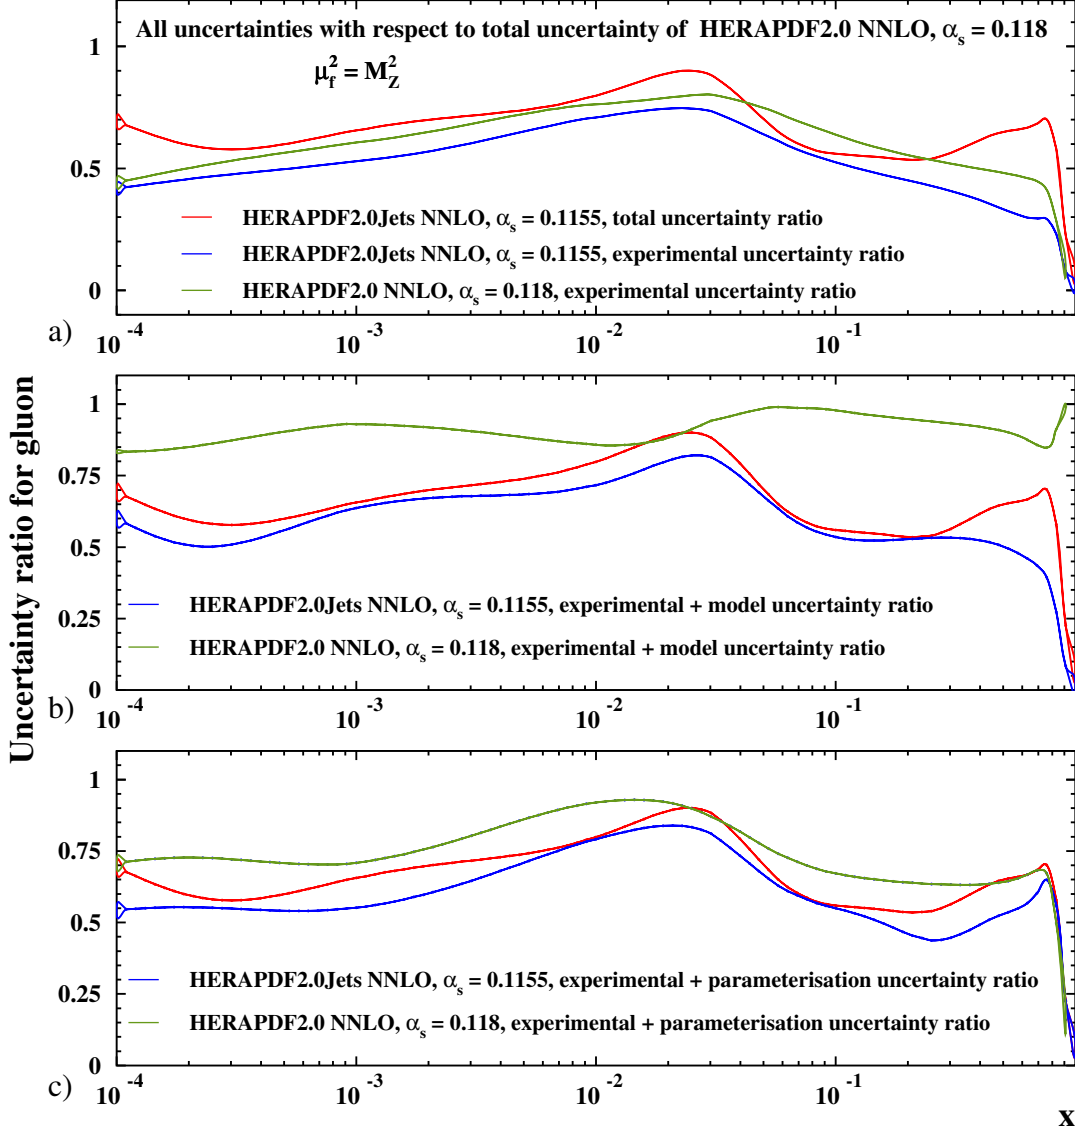 All uncertainties with respect to total uncertainty of HERAPDF2.0 NNLO, αs = 0.118
μf² = MZ²
1
0.5
0
HERAPDF2.0Jets NNLO, αs = 0.1155, total uncertainty ratio
HERAPDF2.0Jets NNLO, αs = 0.1155, experimental uncertainty ratio
HERAPDF2.0 NNLO, αs = 0.118, experimental uncertainty ratio
a)
10⁻⁴ 10⁻³ 10⁻² 10⁻¹
Uncertainty ratio for gluon
1
0.75
0.5
0.25
0
HERAPDF2.0Jets NNLO, αs = 0.1155, experimental + model uncertainty ratio
HERAPDF2.0 NNLO, αs = 0.118, experimental + model uncertainty ratio
b)
10⁻⁴ 10⁻³ 10⁻² 10⁻¹
1
0.75
0.5
0.25
0
HERAPDF2.0Jets NNLO, αs = 0.1155, experimental + parameterisation uncertainty ratio
HERAPDF2.0 NNLO, αs = 0.118, experimental + parameterisation uncertainty ratio
c)
10⁻⁴ 10⁻³ 10⁻² 10⁻¹
x